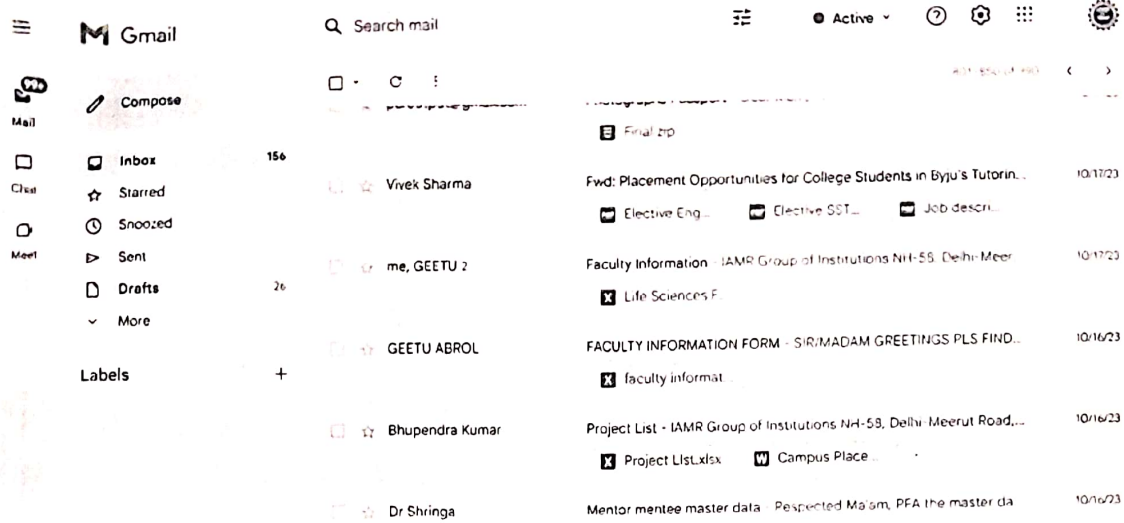 Gmail
Search mail
Active
99+
Mail
Compose
Chat
Inbox 156
Starred
Meet
Snoozed
Sent
Drafts 26
More
Labels +
Final zip
Vivek Sharma
Fwd: Placement Opportunities for College Students in Byju's Tutorin...
10/17/23
Elective Eng...
Elective SST...
Job descri...
me, GEETU 2
Faculty Information - IAMR Group of Institutions NH-58, Delhi-Meer
10/17/23
Life Sciences F...
GEETU ABROL
FACULTY INFORMATION FORM - SIR/MADAM GREETINGS PLS FIND...
10/16/23
faculty informat...
Bhupendra Kumar
Project List - IAMR Group of Institutions NH-58, Delhi-Meerut Road,...
10/16/23
Project List.xlsx
Campus Place...
Dr Shringa
Mentor mentee master data - Respected Ma'am, PFA the master da
10/16/23